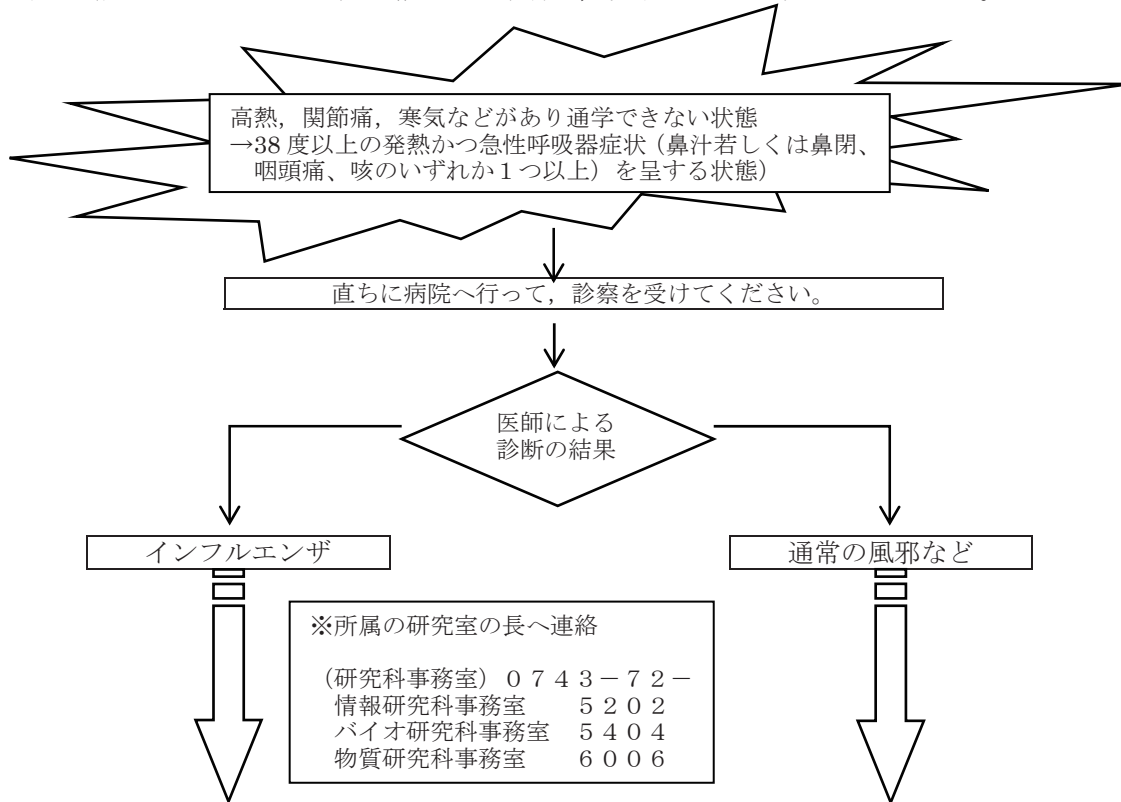 高熱，関節痛，寒気などがあり通学できない状態
→38 度以上の発熱かつ急性呼吸器症状（鼻汁若しくは鼻閉、
咽頭痛、咳のいずれか１つ以上）を呈する状態）
直ちに病院へ行って，診察を受けてください。
医師による
診断の結果
インフルエンザ
通常の風邪など
※所属の研究室の長へ連絡
（研究科事務室）０７４３－７２－
情報研究科事務室　５２０２
バイオ研究科事務室　５４０４
物質研究科事務室　６００６